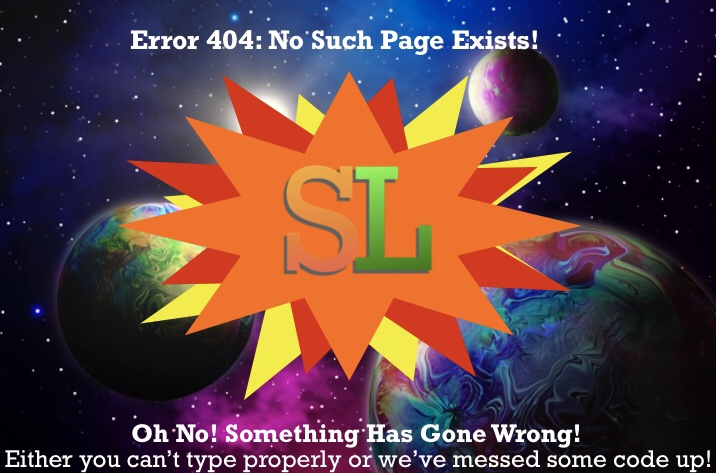 Error 404: No Such Page Exists!
SL
Oh No! Something Has Gone Wrong!
Either you can't type properly or we've messed some code up!